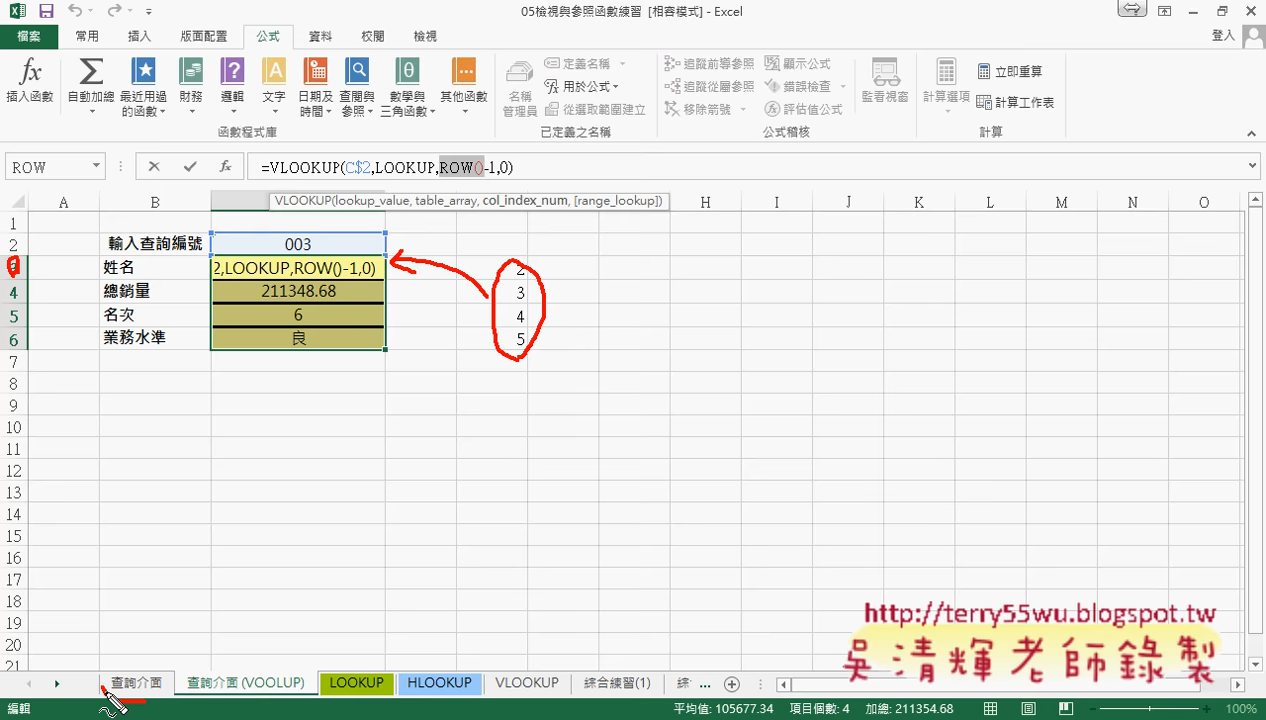 05檢視與參照函數練習 [相容模式] - Excel
檔案 常用 插入 版面配置 公式 資料 校閱 檢視 登入
插入函數 自動加總 最近用過的函數 財務 邏輯 文字 日期及時間 查閱與參照 數學與三角函數 其他函數
函數程式庫
名稱管理員 定義名稱 用於公式 從選取範圍建立
已定義之名稱
追蹤前導參照 追蹤從屬參照 移除箭號 顯示公式 錯誤檢查 評估值公式
公式稽核
監看視窗 計算選項 立即重算 計算工作表
計算
ROW =VLOOKUP(C$2,LOOKUP,ROW()-1,0)
VLOOKUP(lookup_value, table_array, col_index_num, [range_lookup])
A B H I J K L M N O
1
2 輸入查詢編號 003
3 姓名 2,LOOKUP,ROW()-1,0) 2
4 總銷量 211348.68 3
5 名次 6 4
6 業務水準 良 5
7
8
9
10
11
12
13
14
15
16
17
18
19
20
21
http://terry55wu.blogspot.tw
吳清輝老師錄製
查詢介面 查詢介面 (VOOLUP) LOOKUP HLOOKUP VLOOKUP 綜合練習(1) 綜 ...
編輯 平均值: 105677.34 項目個數: 4 加總: 211354.68 100%